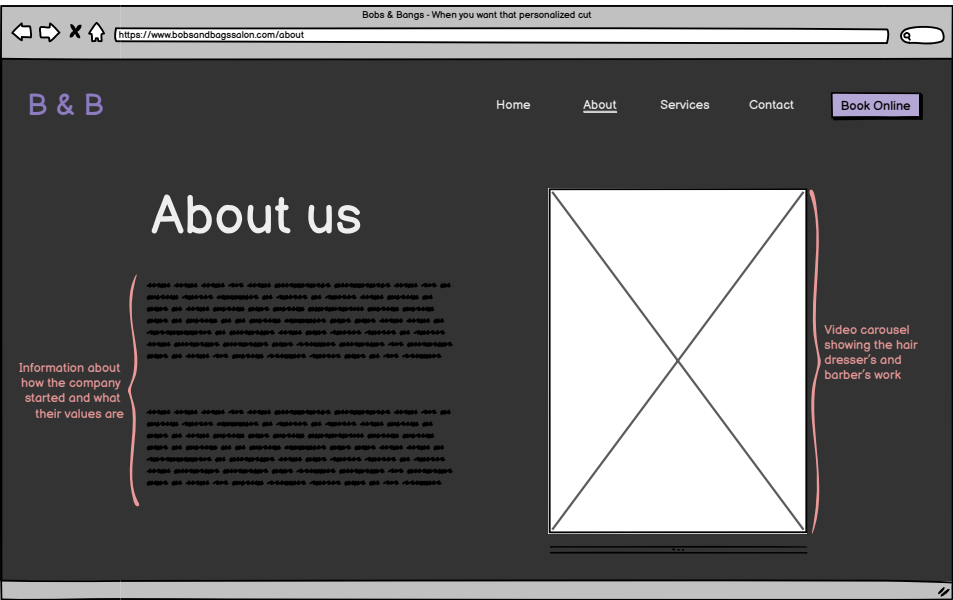 Bobs & Bangs - When you want that personalized cut
https://www.bobsandbagssalon.com/about
B & B
Home
About
Services
Contact
Book Online
About us
Information about
how the company
started and what
their values are
Video carousel
showing the hair
dresser's and
barber's work